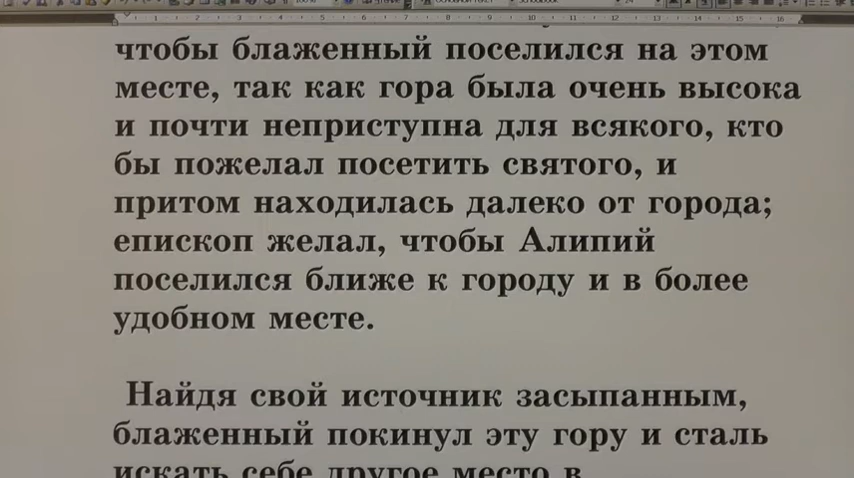 чтобы блаженный поселился на этом
месте, так как гора была очень высока
и почти неприступна для всякого, кто
бы пожелал посетить святого, и
притом находилась далеко от города;
епископ желал, чтобы Алипий
поселился ближе к городу и в более
удобном месте.
Найдя свой источник засыпанным,
блаженный покинул эту гору и сталь
искать себе другое место в